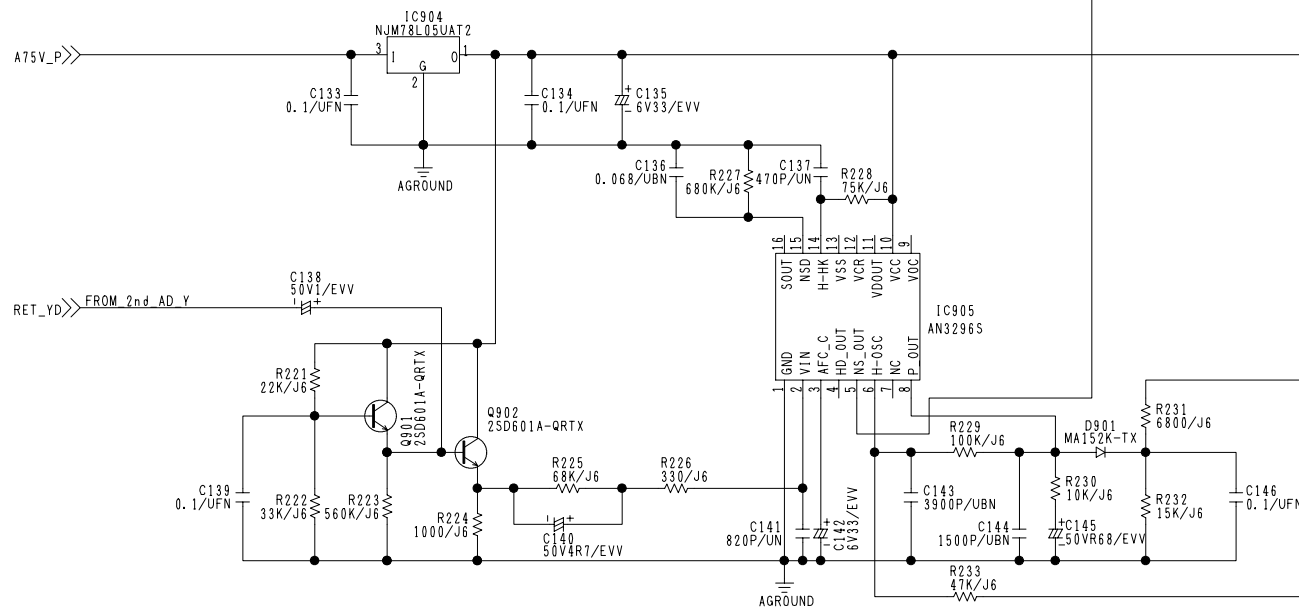 IC904
NJM78L05UAT2
A75V_P
3
I
O
1
G
2
C133
0.1/UFN
C134
0.1/UFN
C135
6V33/EVV
AGROUND
C136
0.068/UBN
R227
680K/J6
C137
470P/UN
R228
75K/J6
16
15
14
13
12
11
10
9
SOUT
NSD
H-HK
VSS
VCR
VDOUT
VCC
VOC
IC905
AN3296S
GND
VIN
AFC_C
HD_OUT
NS_OUT
H-OSC
NC
P_OUT
1
2
3
4
5
6
7
8
C138
50V1/EVV
RET_YD
FROM_2nd_AD_Y
R221
22K/J6
Q901
2SD601A-QRTX
Q902
2SD601A-QRTX
C139
0.1/UFN
R222
33K/J6
R223
560K/J6
R224
1000/J6
R225
68K/J6
R226
330/J6
C140
50V4R7/EVV
C141
820P/UN
C142
6V33/EVV
AGROUND
R229
100K/J6
D901
MA152K-TX
R231
6800/J6
C143
3900P/UBN
C144
1500P/UBN
R230
10K/J6
C145
50VR68/EVV
R232
15K/J6
C146
0.1/UFN
R233
47K/J6